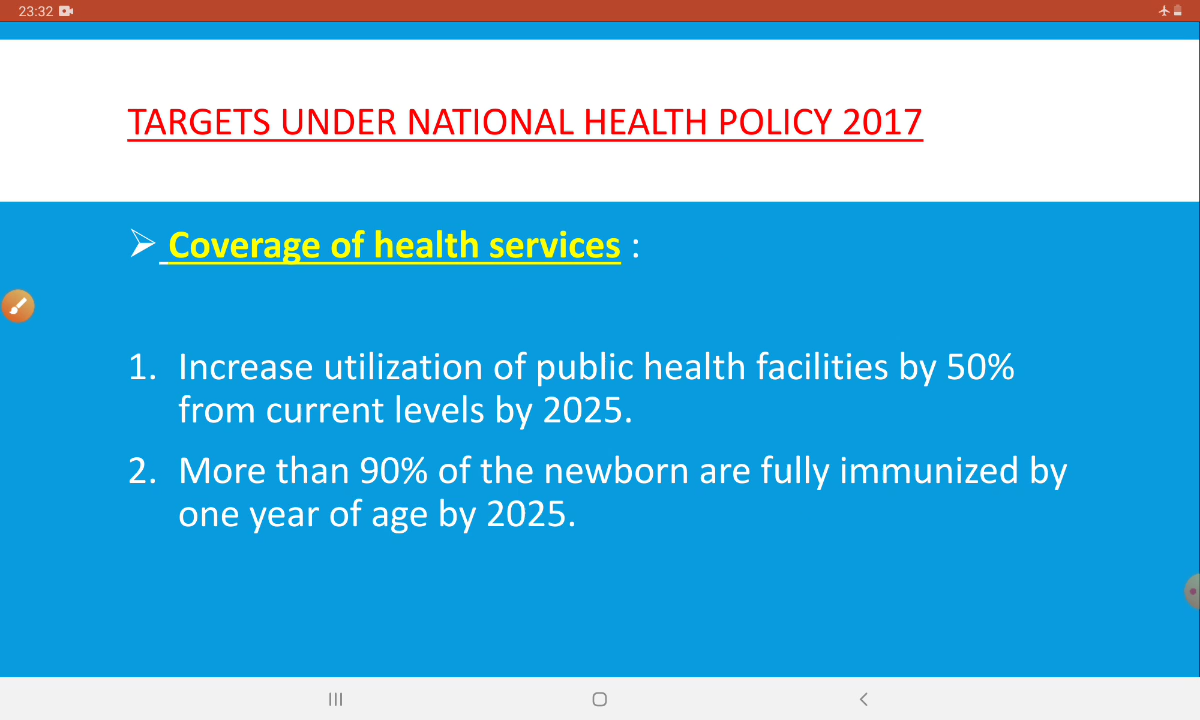 23:32
TARGETS UNDER NATIONAL HEALTH POLICY 2017
➢ Coverage of health services :
1. Increase utilization of public health facilities by 50%
from current levels by 2025.
2. More than 90% of the newborn are fully immunized by
one year of age by 2025.